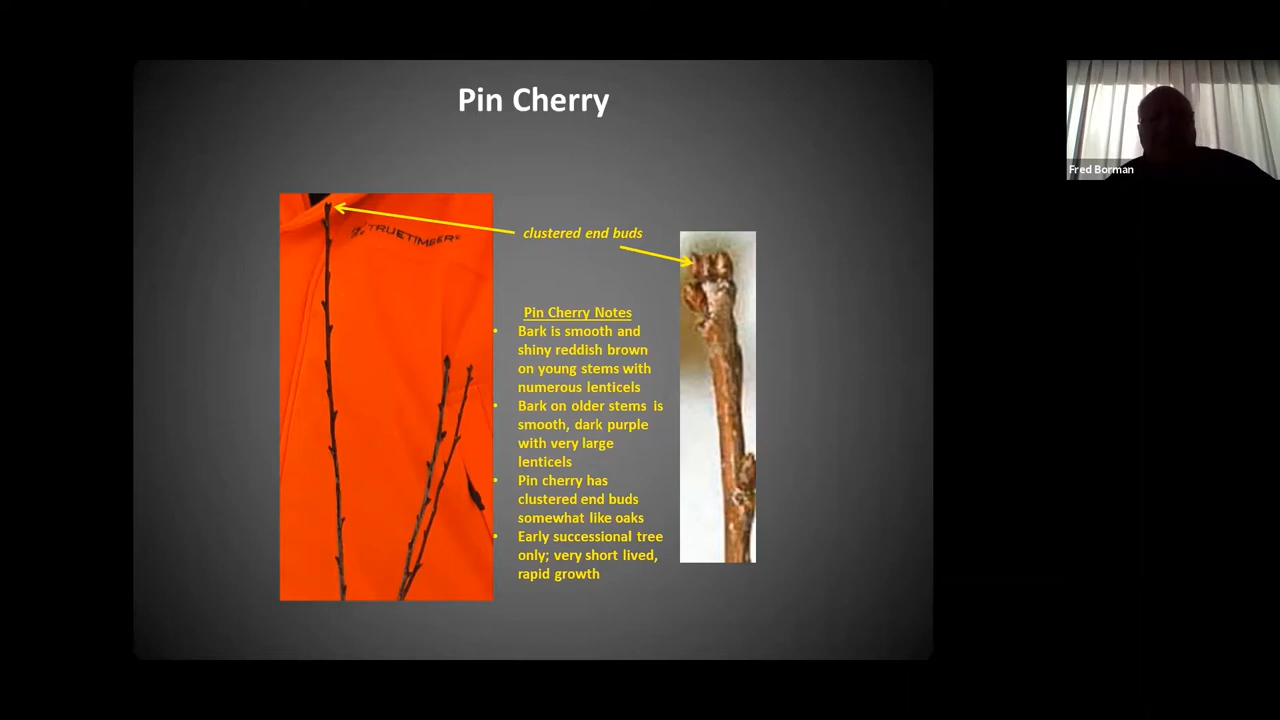 Pin Cherry
TRUETIMBER®
clustered end buds
Pin Cherry Notes
• Bark is smooth and
shiny reddish brown
on young stems with
numerous lenticels
• Bark on older stems is
smooth, dark purple
with very large
lenticels
• Pin cherry has
clustered end buds
somewhat like oaks
• Early successional tree
only; very short lived,
rapid growth
Fred Borman